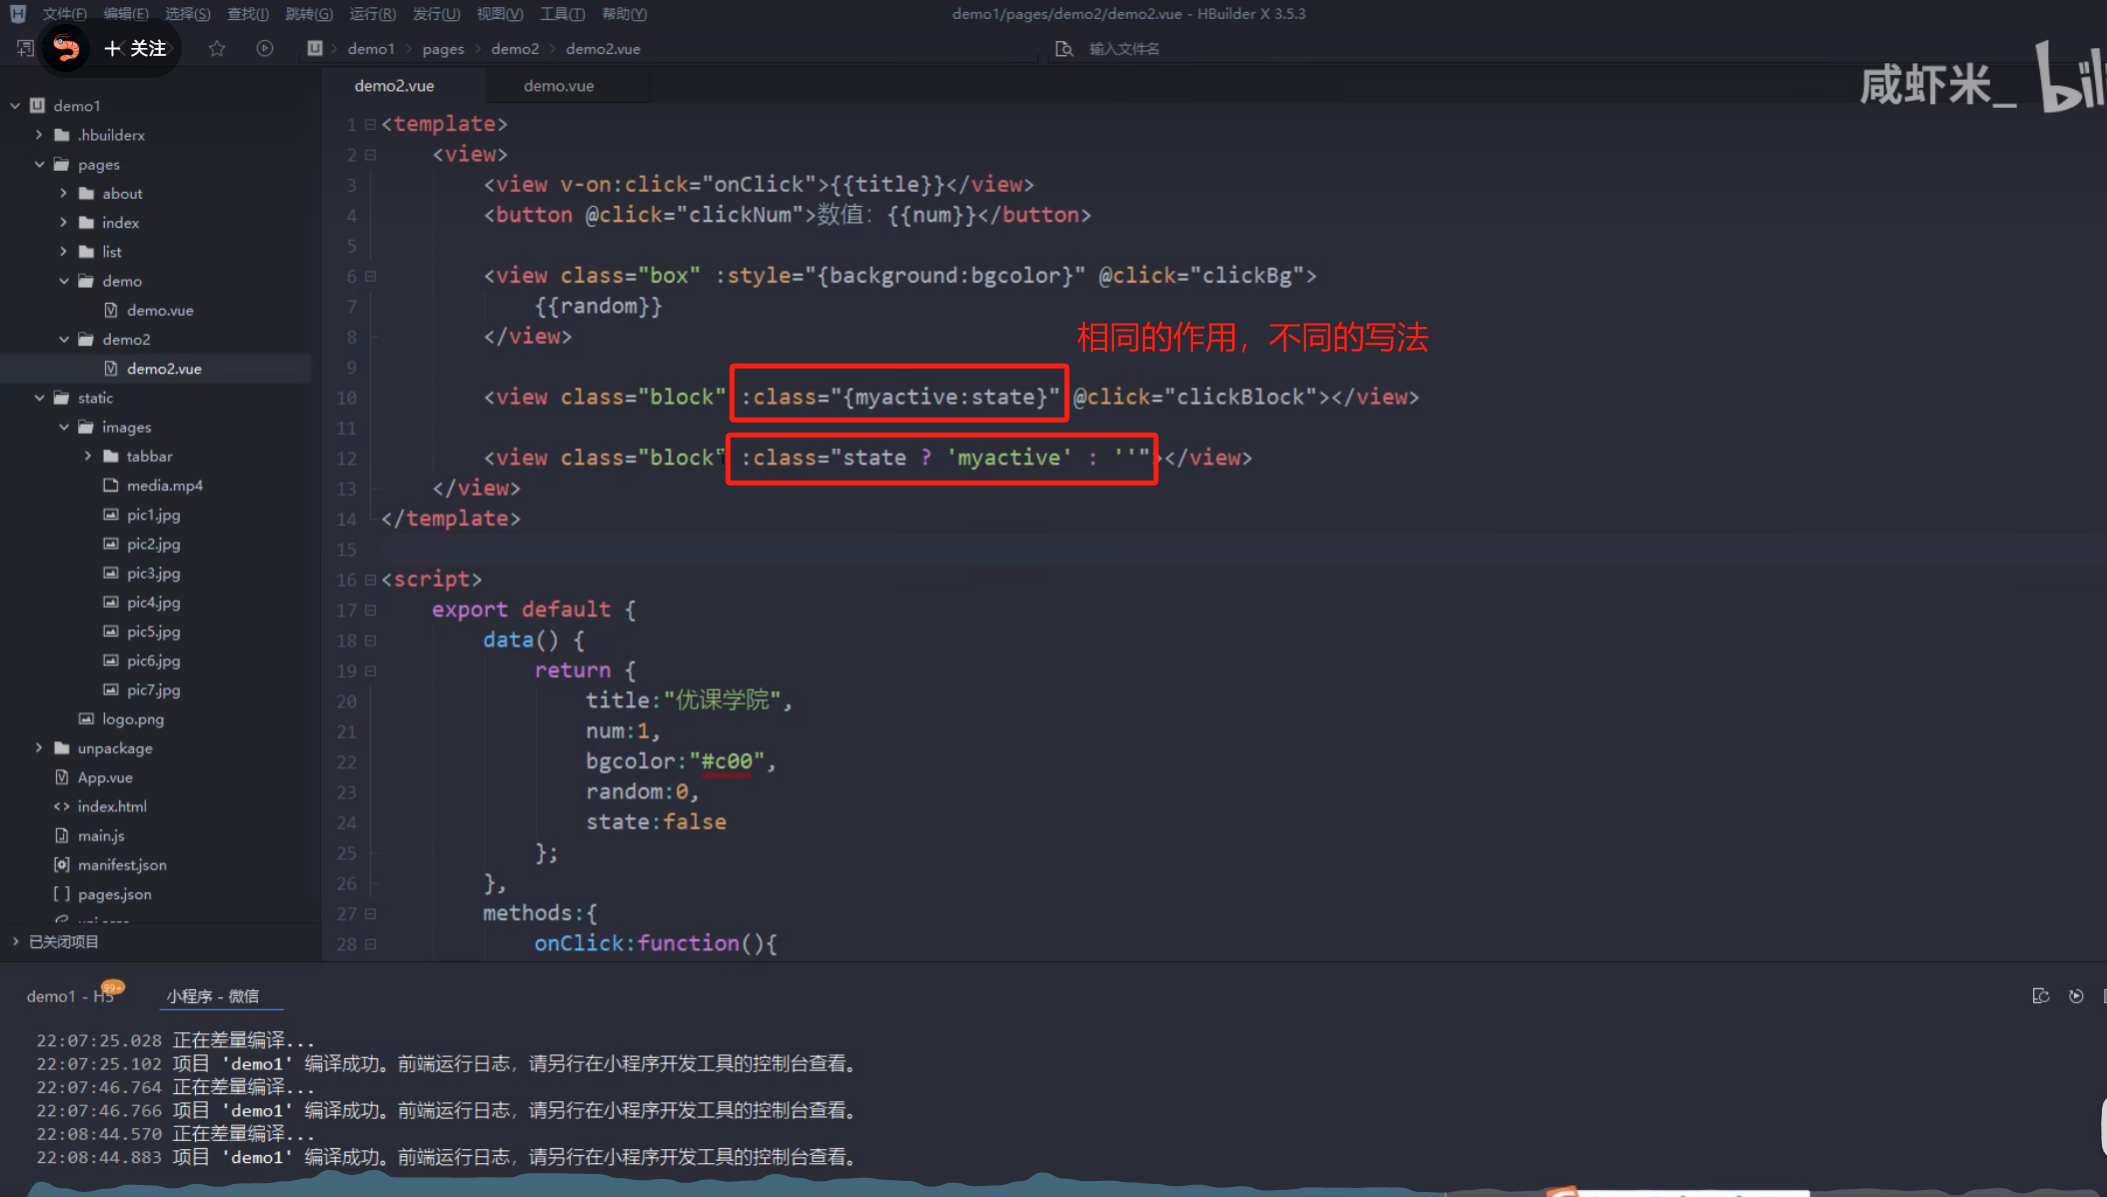 文件(F) 编辑(E) 选择(S) 查找(I) 跳转(G) 运行(R) 发行(U) 视图(V) 工具(T) 帮助(Y)
demo1/pages/demo2/demo2.vue - HBuilder X 3.5.3
+ 关注
demo1 > pages > demo2 > demo2.vue
输入文件名
咸虾米_
demo1
.hbuilderx
pages
about
index
list
demo
demo.vue
demo2
demo2.vue
static
images
tabbar
media.mp4
pic1.jpg
pic2.jpg
pic3.jpg
pic4.jpg
pic5.jpg
pic6.jpg
pic7.jpg
logo.png
unpackage
App.vue
index.html
main.js
manifest.json
pages.json
已关闭项目
demo2.vue demo.vue
1 <template>
2 <view>
3 <view v-on:click="onClick">{{title}}</view>
4 <button @click="clickNum">数值: {{num}}</button>
5
6 <view class="box" :style="{background:bgcolor}" @click="clickBg">
7 {{random}}
8 </view>
相同的作用，不同的写法
9
10 <view class="block" :class="{myactive:state}" @click="clickBlock"></view>
11
12 <view class="block" :class="state ? 'myactive' : ''"></view>
13 </view>
14 </template>
15
16 <script>
17 export default {
18 data() {
19 return {
20 title:"优课学院",
21 num:1,
22 bgcolor:"#c00",
23 random:0,
24 state:false
25 };
26 },
27 methods:{
28 onClick:function(){
demo1 - H5 99+ 小程序 - 微信
22:07:25.028 正在差量编译...
22:07:25.102 项目 'demo1' 编译成功。前端运行日志，请另行在小程序开发工具的控制台查看。
22:07:46.764 正在差量编译...
22:07:46.766 项目 'demo1' 编译成功。前端运行日志，请另行在小程序开发工具的控制台查看。
22:08:44.570 正在差量编译...
22:08:44.883 项目 'demo1' 编译成功。前端运行日志，请另行在小程序开发工具的控制台查看。